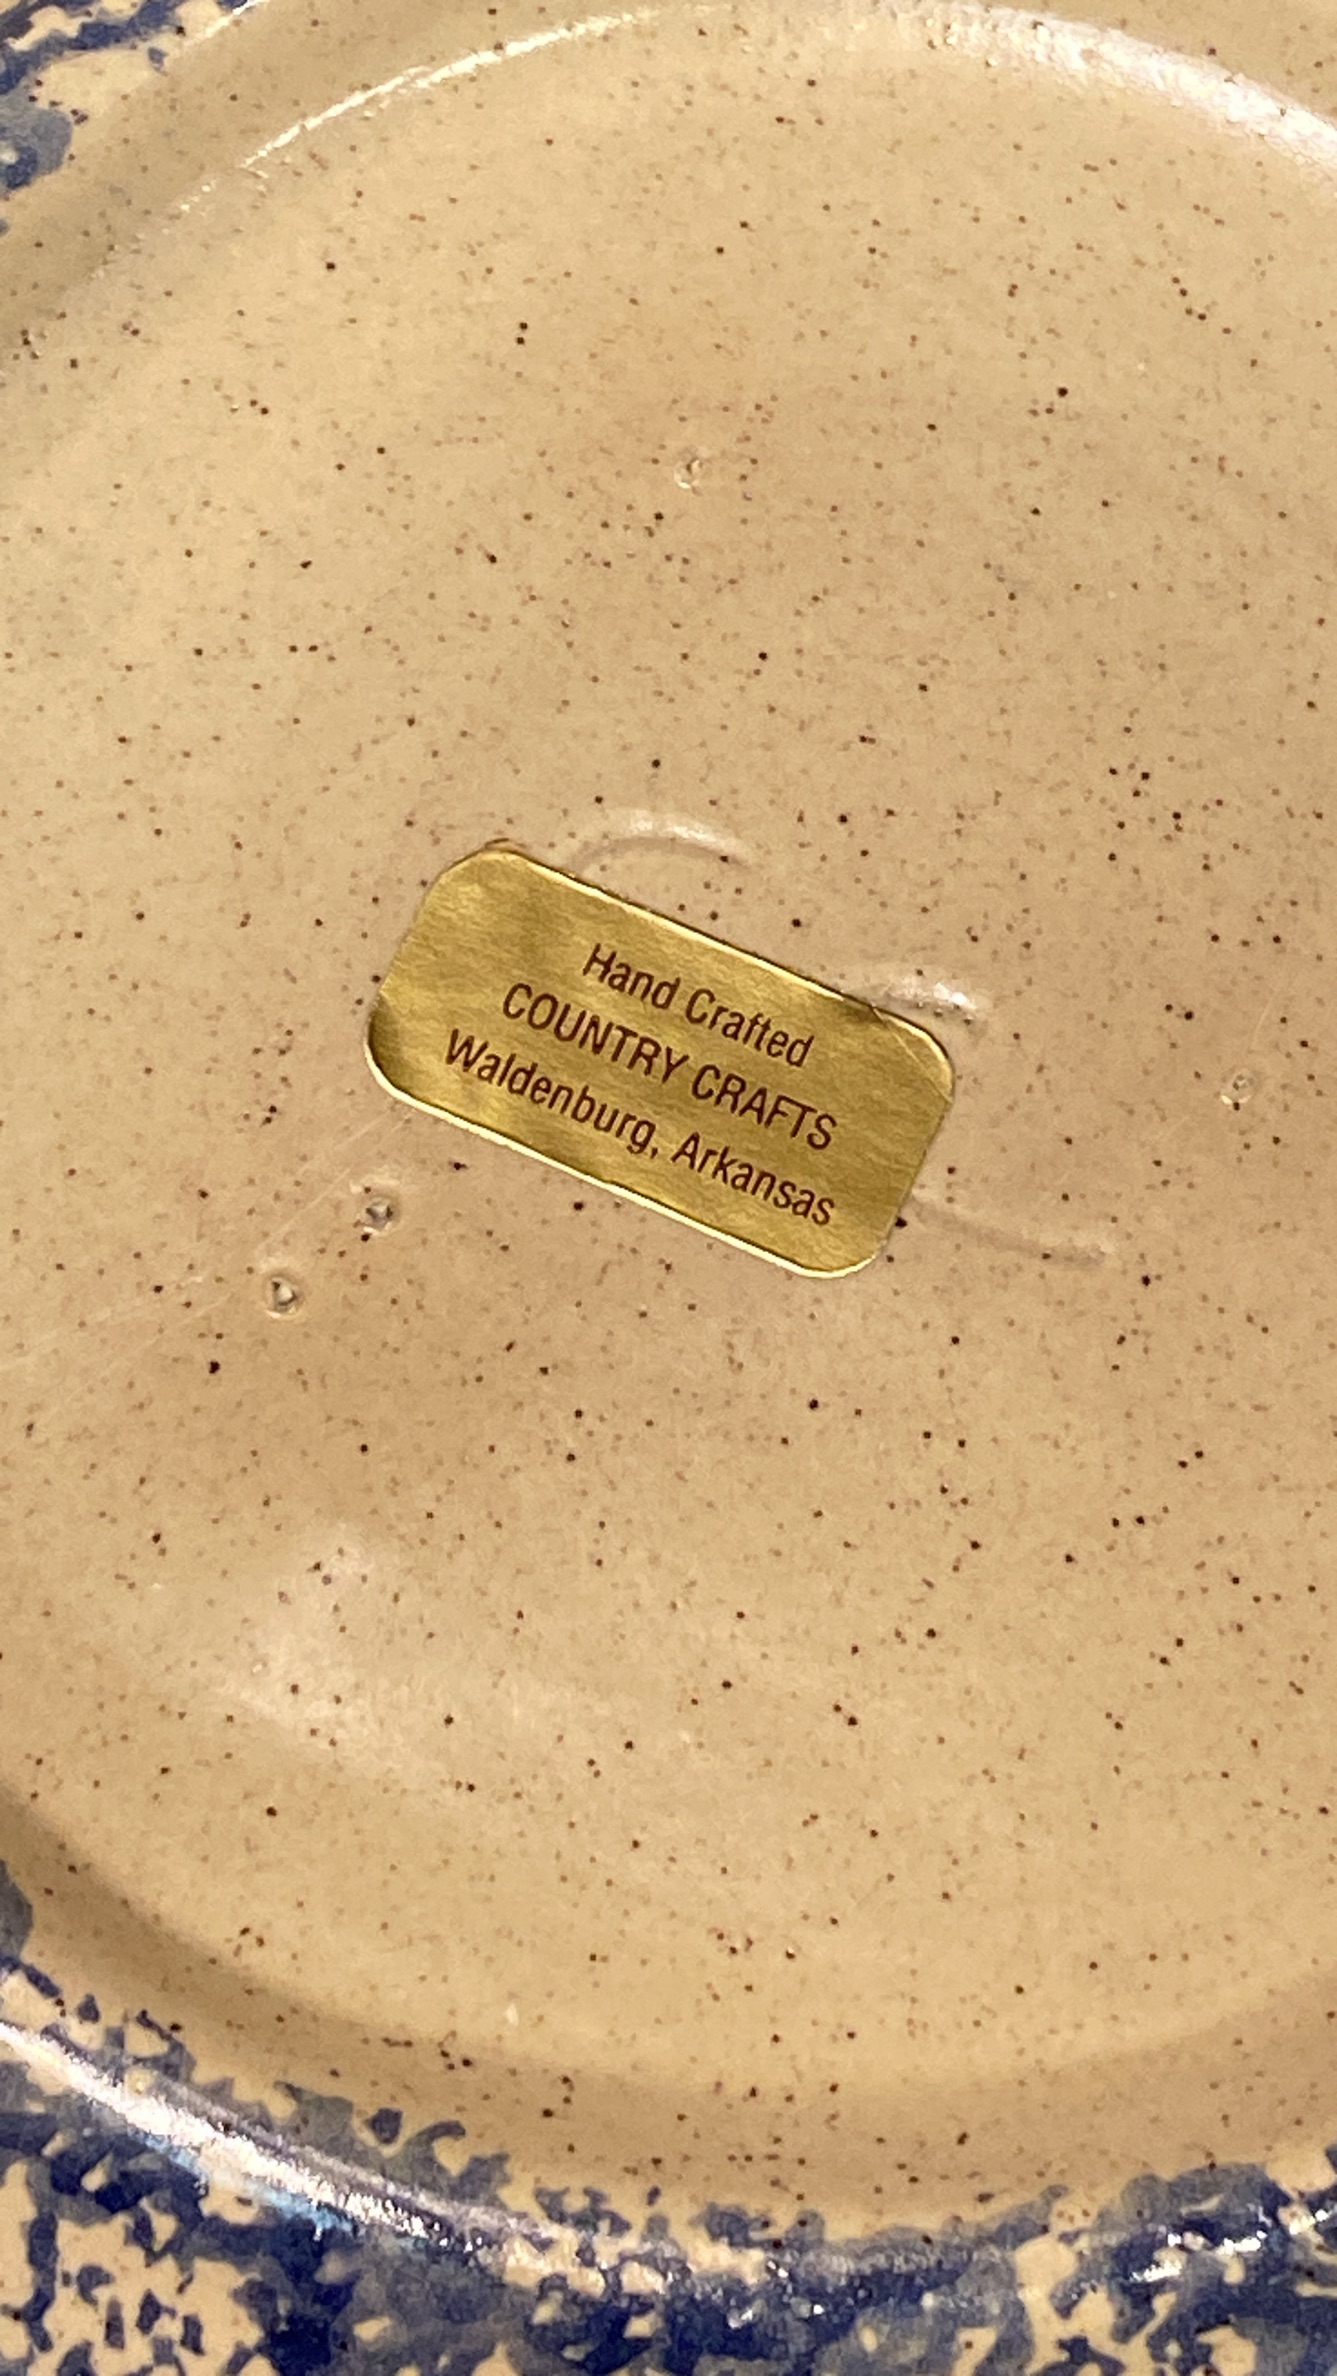 Hand Crafted
COUNTRY CRAFTS
Waldenburg, Arkansas